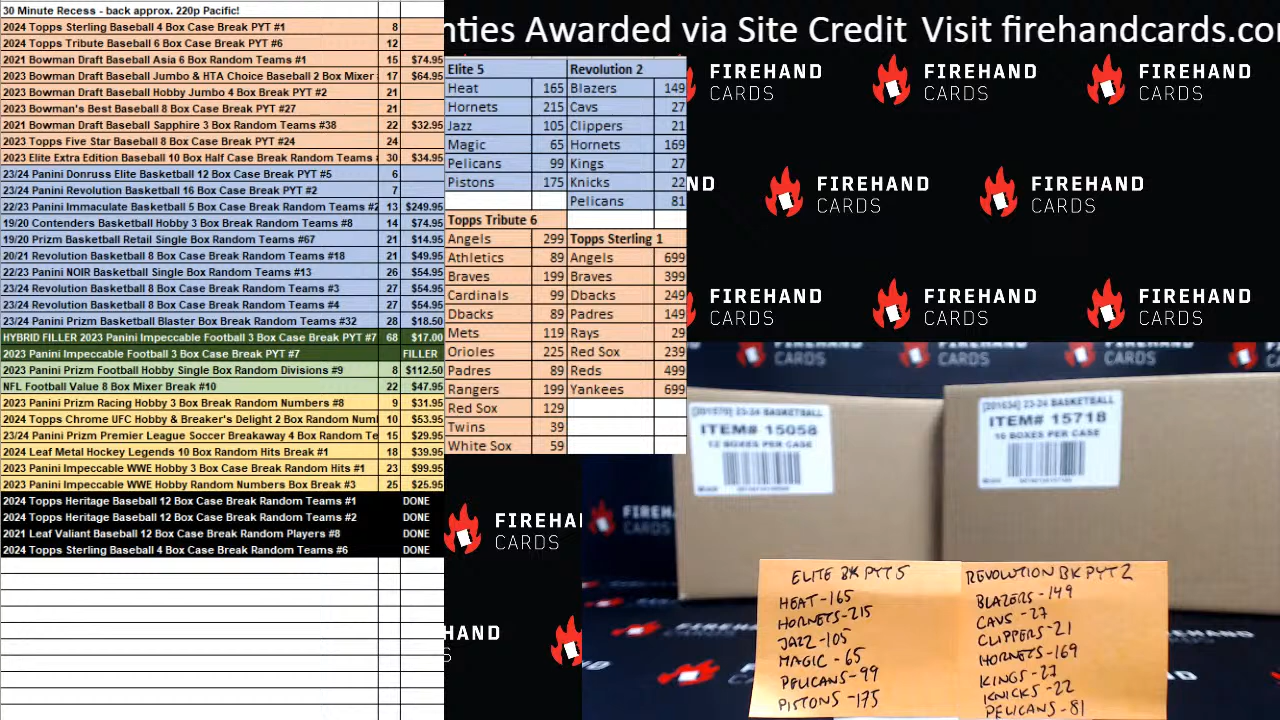 30 Minute Recess - back approx. 220p Pacific!
2024 Topps Sterling Baseball 4 Box Case Break PYT #1 8
2024 Topps Tribute Baseball 6 Box Case Break PYT #6 12
2021 Bowman Draft Baseball Asia 6 Box Random Teams #1 15 $74.95
2023 Bowman Draft Baseball Jumbo & HTA Choice Baseball 2 Box Mixer 17 $64.95
2023 Bowman Draft Baseball Hobby Jumbo 4 Box PYT #2 21
2023 Bowman's Best Baseball 8 Box Case Break PYT #27 21
2021 Bowman Draft Baseball Sapphire 3 Box Random Teams #38 22 $32.95
2023 Topps Five Star Baseball 8 Box Case Break PYT #24 24
2023 Elite Extra Edition Baseball 10 Box Half Case Break Random Teams 30 $34.95
23/24 Panini Donruss Elite Basketball 12 Box Case Break PYT #5 6
23/24 Panini Revolution Basketball 16 Box Case Break PYT #2 7
22/23 Panini Immaculate Basketball 5 Box Case Break Random Teams #2 13 $249.95
19/20 Contenders Basketball Hobby 3 Box Break Random Teams #8 14 $74.95
19/20 Prizm Basketball Retail Single Box Random Teams #67 21 $14.95
20/21 Revolution Basketball 8 Box Case Break Random Teams #18 21 $49.95
22/23 Panini NOIR Basketball Single Box Random Teams #13 26 $54.95
23/24 Revolution Basketball 8 Box Case Break Random Teams #3 27 $54.95
23/24 Revolution Basketball 8 Box Case Break Random Teams #4 27 $54.95
23/24 Panini Prizm Basketball Blaster Box Break Random Teams #32 28 $18.50
HYBRID FILLER 2023 Panini Impeccable Football 3 Box Case Break PYT #7 68 $17.00
2023 Panini Impeccable Football 3 Box Case Break PYT #7 FILLER
2023 Panini Prizm Football Hobby Single Box Random Divisions #9 8 $112.50
NFL Football Value 8 Box Mixer Break #10 22 $47.95
2023 Panini Prizm Racing Hobby 3 Box Break Random Numbers #8 9 $31.95
2024 Topps Chrome UFC Hobby & Breaker's Delight 2 Box Random Num 10 $53.95
23/24 Panini Prizm Premier League Soccer Breakaway 4 Box Random Te 15 $29.95
2024 Leaf Metal Hockey Legends 10 Box Random Hits Break #1 18 $39.95
2023 Panini Impeccable WWE Hobby 3 Box Case Break Random Hits #1 23 $99.95
2023 Panini Impeccable WWE Hobby Random Numbers Box Break #3 25 $25.95
2024 Topps Heritage Baseball 12 Box Case Break Random Teams #1 DONE
2024 Topps Heritage Baseball 12 Box Case Break Random Teams #2 DONE
2021 Leaf Valiant Baseball 12 Box Case Break Random Players #8 DONE
2024 Topps Sterling Baseball 4 Box Case Break Random Teams #6 DONE
nties Awarded via Site Credit Visit firehandcards.co
Elite 5 Revolution 2
Heat 165 Blazers 149
Hornets 215 Cavs 27
Jazz 105 Clippers 21
Magic 65 Hornets 169
Pelicans 99 Kings 27
Pistons 175 Knicks 22
Pelicans 81
Topps Tribute 6
Angels 299 Topps Sterling 1
Athletics 89 Angels 699
Braves 199 Braves 399
Cardinals 99 Dbacks 249
Dbacks 89 Padres 149
Mets 119 Rays 29
Orioles 225 Red Sox 239
Padres 89 Reds 499
Rangers 199 Yankees 699
Red Sox 129
Twins 39
White Sox 59
FIREHAND
CARDS
FIREHAND
CARDS
ND
FIREHAND
CARDS
FIREHAND
CARDS
FIREHAND
CARDS
FIREHAND
CARDS
FIREHA
CARDS
HAND
S
[201570] 23-24 BASKETBALL
ITEM# 15058
12 BOXES PER CASE
[201634] 23-24 BASKETBALL
ITEM# 15718
16 BOXES PER CASE
ELITE BK PYT 5
HEAT-165
HORNETS-215
JAZZ-105
MAGIC-65
PELICANS-99
PISTONS-175
REVOLUTION BK PYT 2
BLAZERS-149
CAVS-27
CLIPPERS-21
HORNETS-169
KINGS-27
KNICKS-22
PELICANS-81